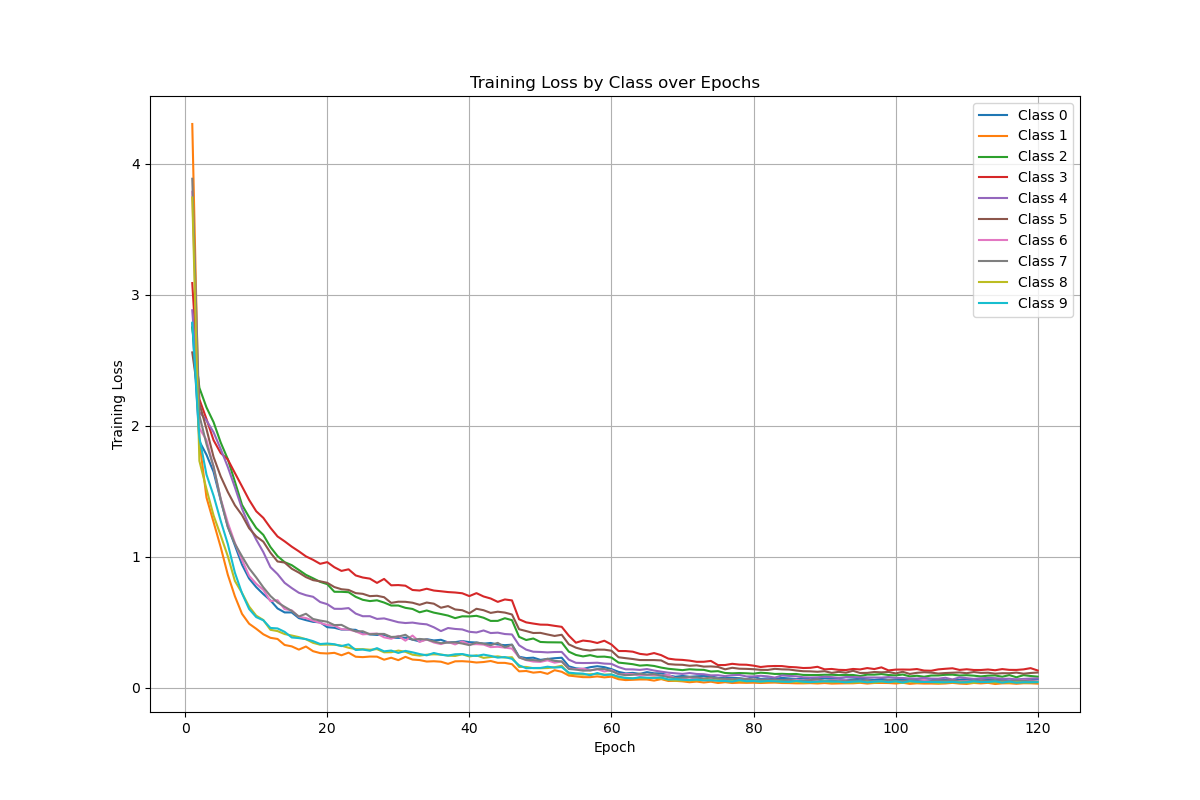 Training Loss by Class over Epochs
Class 0
Class 1
Class 2
Class 3
Class 4
Class 5
Class 6
Class 7
Class 8
Class 9
4
3
2
1
0
Training Loss
0 20 40 60 80 100 120
Epoch